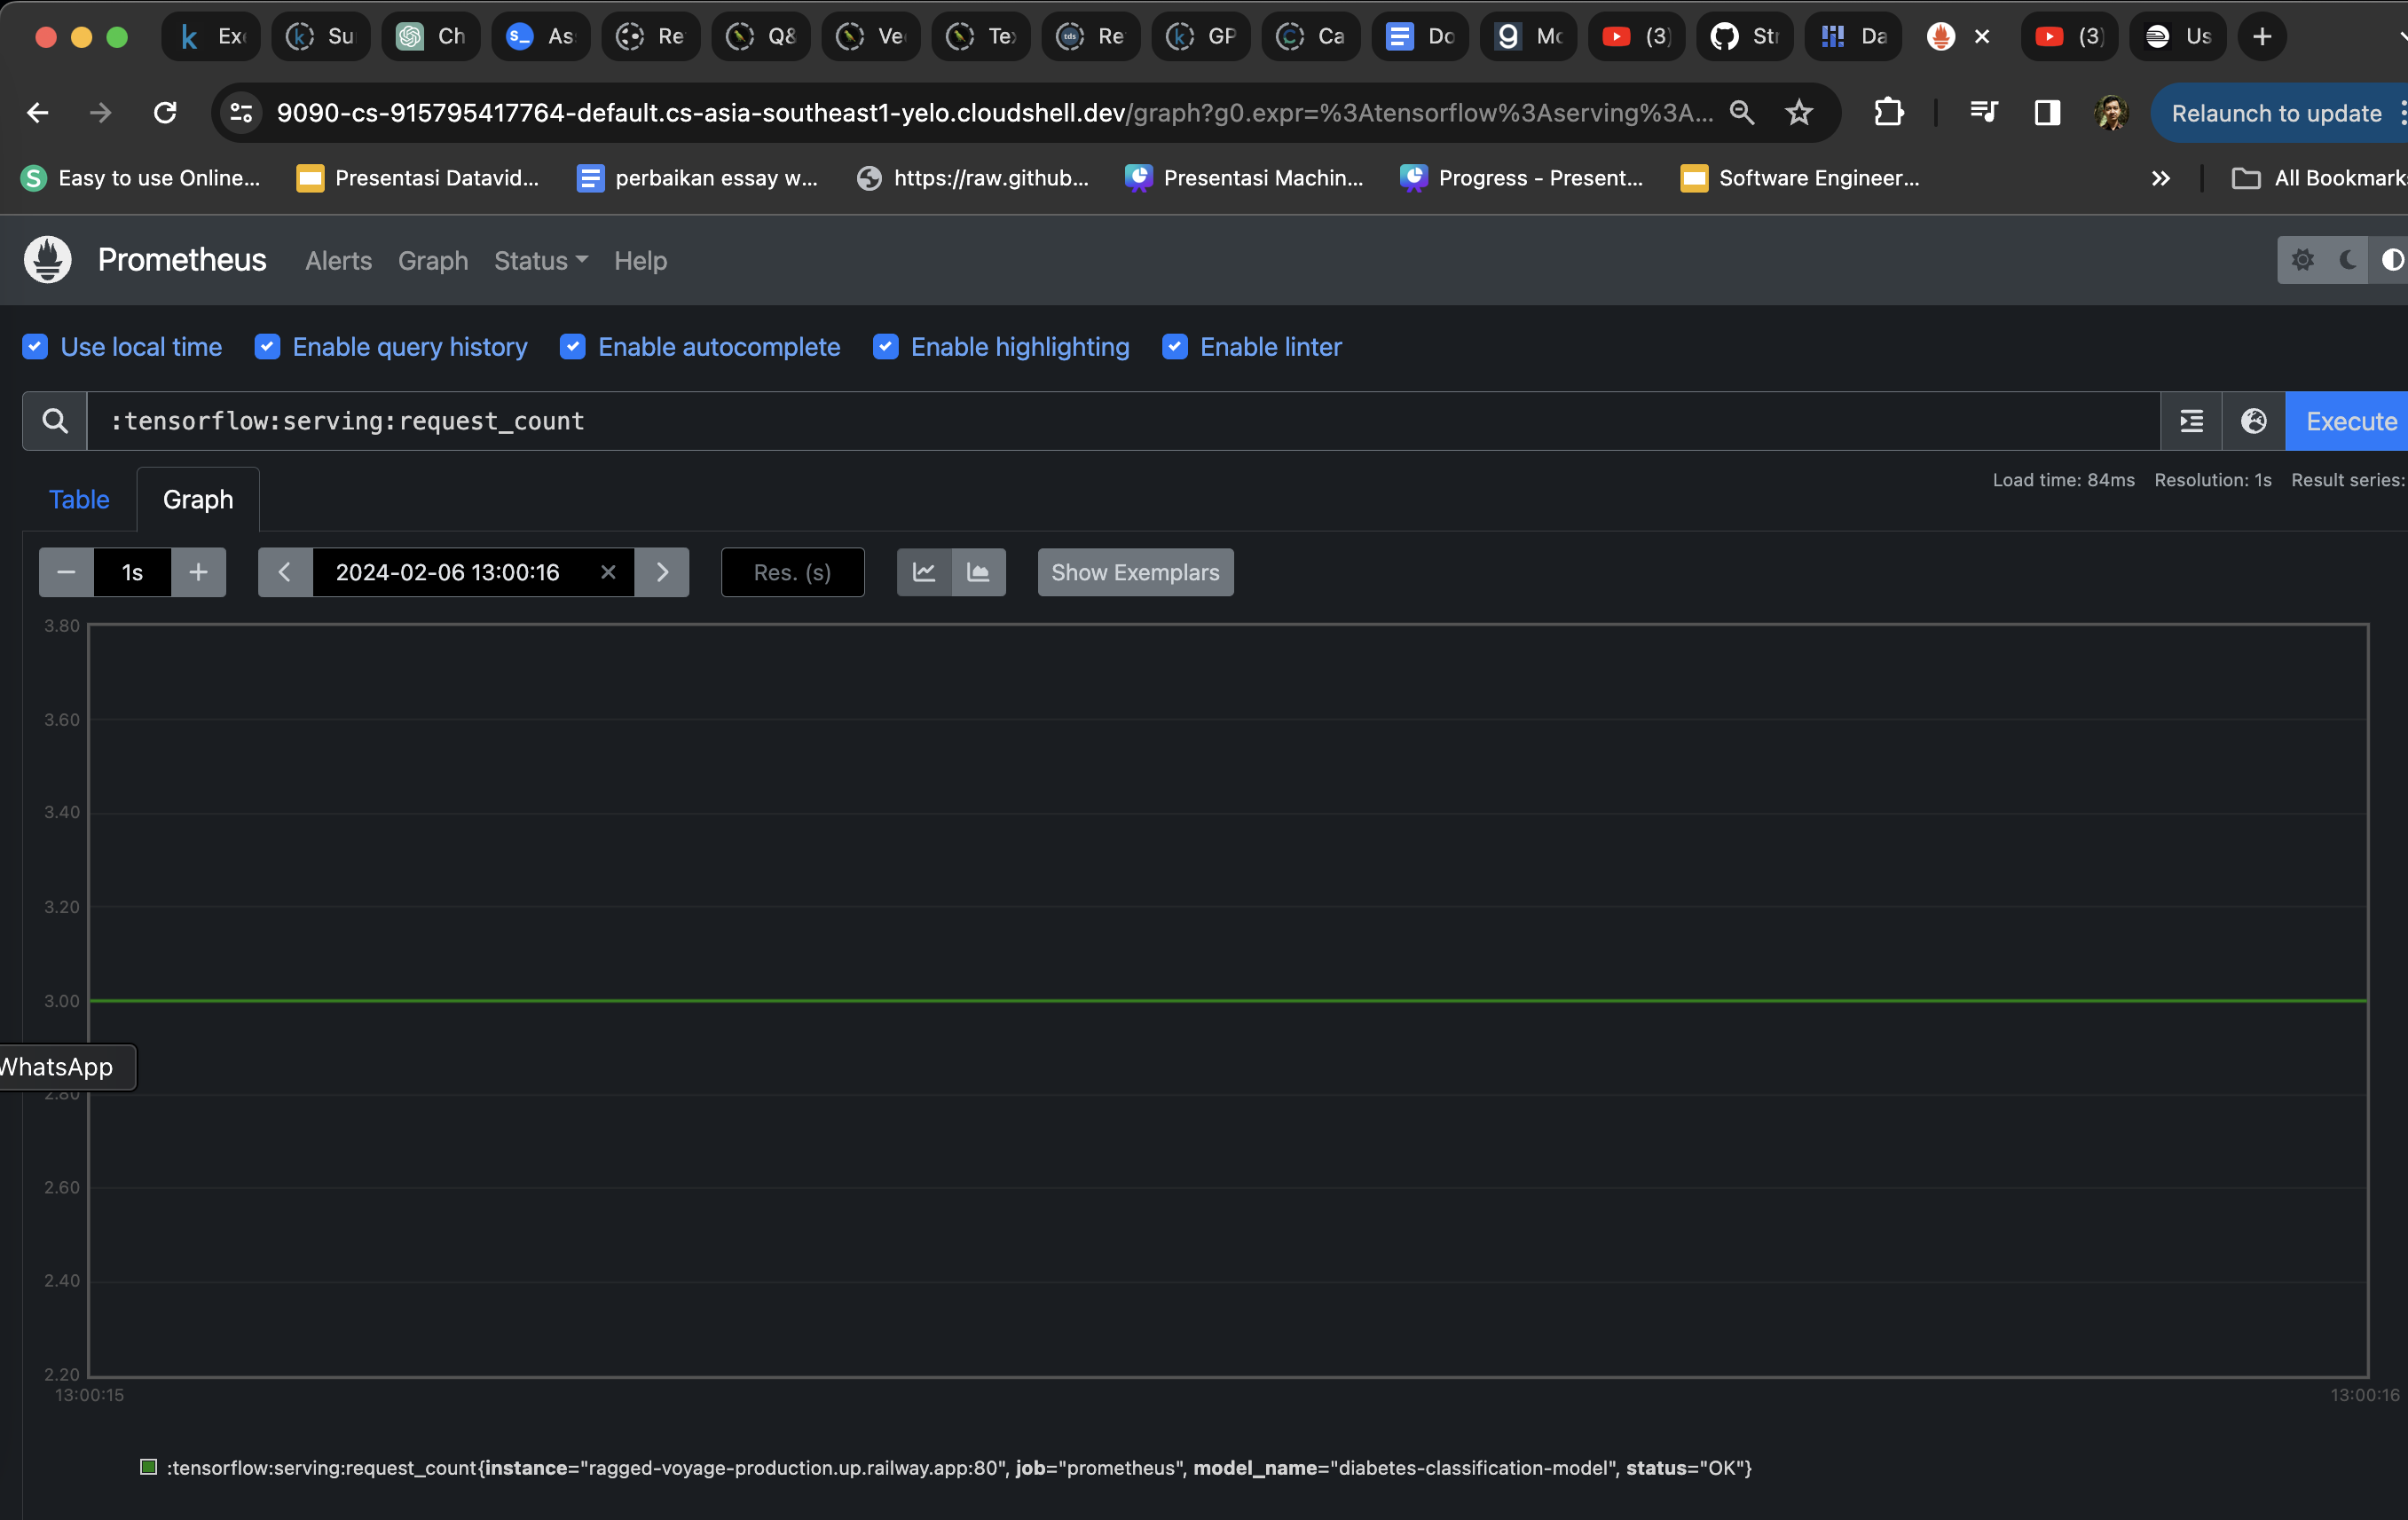 Ex Su Ch As Re Q& Ve Te Re GP Ca Do Mo (3) Str Da (3) Us
9090-cs-915795417764-default.cs-asia-southeast1-yelo.cloudshell.dev/graph?g0.expr=%3Atensorflow%3Aserving%3A... Relaunch to update
Easy to use Online... Presentasi Datavid... perbaikan essay w... https://raw.github... Presentasi Machin... Progress - Present... Software Engineer... All Bookmark
Prometheus Alerts Graph Status Help
Use local time Enable query history Enable autocomplete Enable highlighting Enable linter
:tensorflow:serving:request_count Execute
Load time: 84ms Resolution: 1s Result series:
Table Graph
1s 2024-02-06 13:00:16 Res. (s) Show Exemplars
3.80
3.60
3.40
3.20
3.00
WhatsApp
2.80
2.60
2.40
2.20
13:00:15 13:00:16
:tensorflow:serving:request_count{instance="ragged-voyage-production.up.railway.app:80", job="prometheus", model_name="diabetes-classification-model", status="OK"}